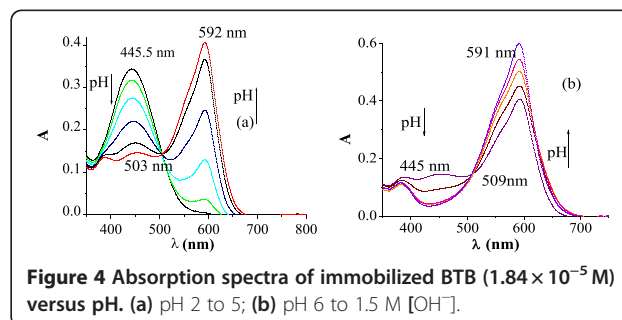 0.4
0.3
0.2
0.1
0.0
A
445.5 nm
592 nm
pH
pH
(a)
503 nm
400 500 600 700 800
λ (nm)
0.6
0.4
0.2
0.0
A
591 nm
(b)
pH
pH
445 nm
509nm
400 500 600 700
λ (nm)
Figure 4 Absorption spectra of immobilized BTB (1.84 × 10⁻⁵ M)
versus pH. (a) pH 2 to 5; (b) pH 6 to 1.5 M [OH⁻].